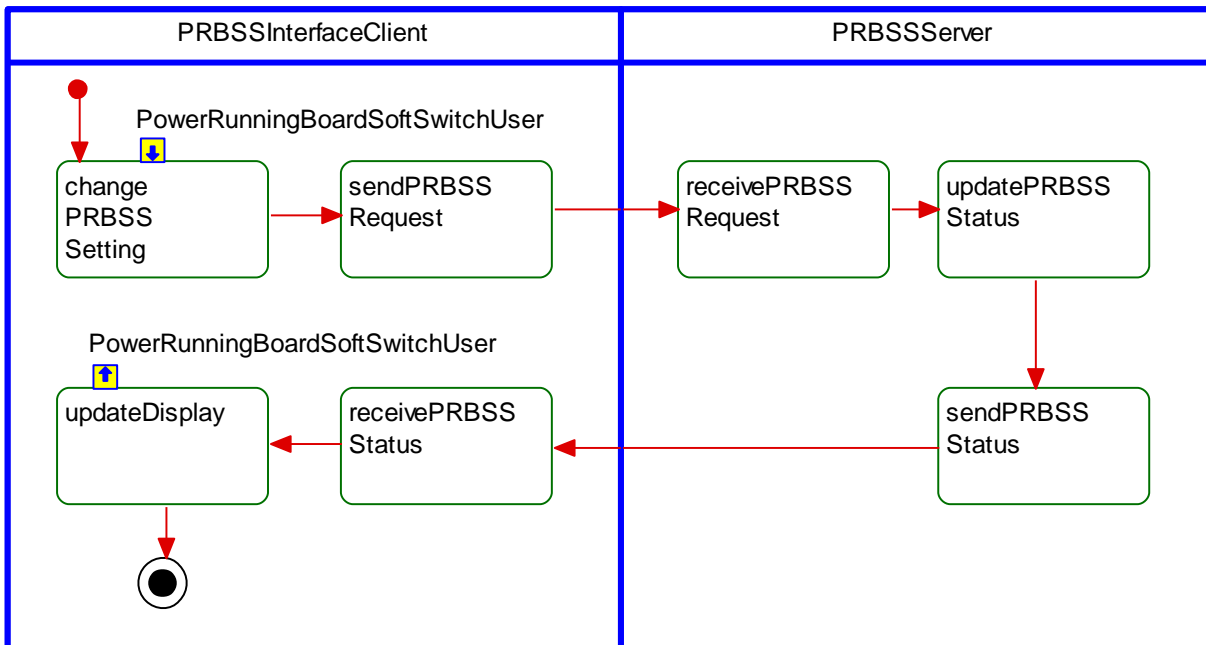 PRBSSInterfaceClient
PRBSSServer
PowerRunningBoardSoftSwitchUser
change
PRBSS
Setting
sendPRBSS
Request
receivePRBSS
Request
updatePRBSS
Status
PowerRunningBoardSoftSwitchUser
updateDisplay
receivePRBSS
Status
sendPRBSS
Status